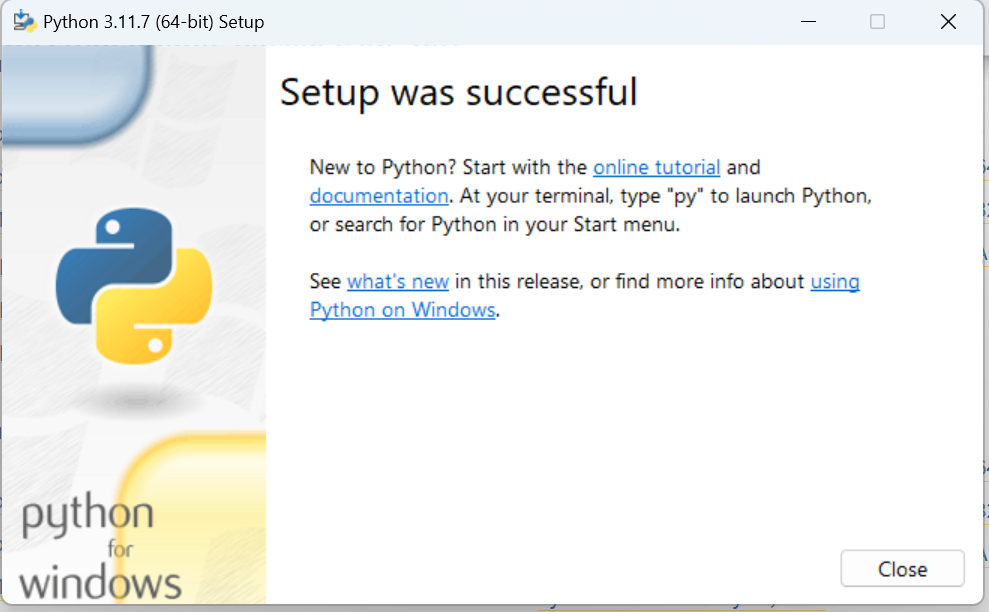 Python 3.11.7 (64-bit) Setup
Setup was successful
New to Python? Start with the online tutorial and
documentation. At your terminal, type "py" to launch Python,
or search for Python in your Start menu.
See what's new in this release, or find more info about using
Python on Windows.
python
for
windows
Close